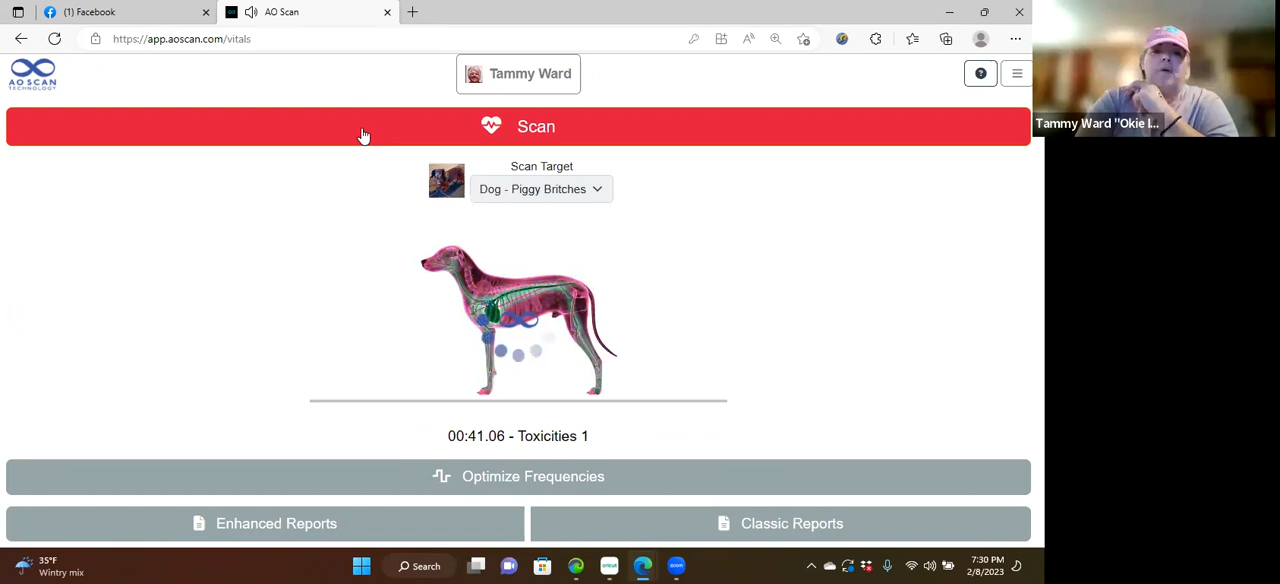 (1) Facebook
AO Scan
https://app.aoscan.com/vitals
AO SCAN
TECHNOLOGY
Tammy Ward
?
Scan
Scan Target
Dog - Piggy Britches
00:41.06 - Toxicities 1
Optimize Frequencies
Enhanced Reports
Classic Reports
Tammy Ward "Okie I...
35°F
Wintry mix
Search
cricut
zoom
7:30 PM
2/8/2023